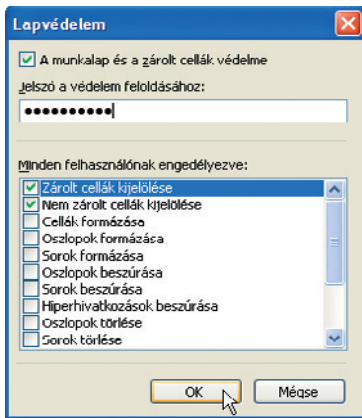 Lapvédelem
A munkalap és a zárolt cellák védelme
Jelszó a védelem feloldásához:
●●●●●●●●●●
Minden felhasználónak engedélyezve:
Zárolt cellák kijelölése
Nem zárolt cellák kijelölése
Cellák formázása
Oszlopok formázása
Sorok formázása
Oszlopok beszúrása
Sorok beszúrása
Hiperhivatkozások beszúrása
Oszlopok törlése
Sorok törlése
OK
Mégse